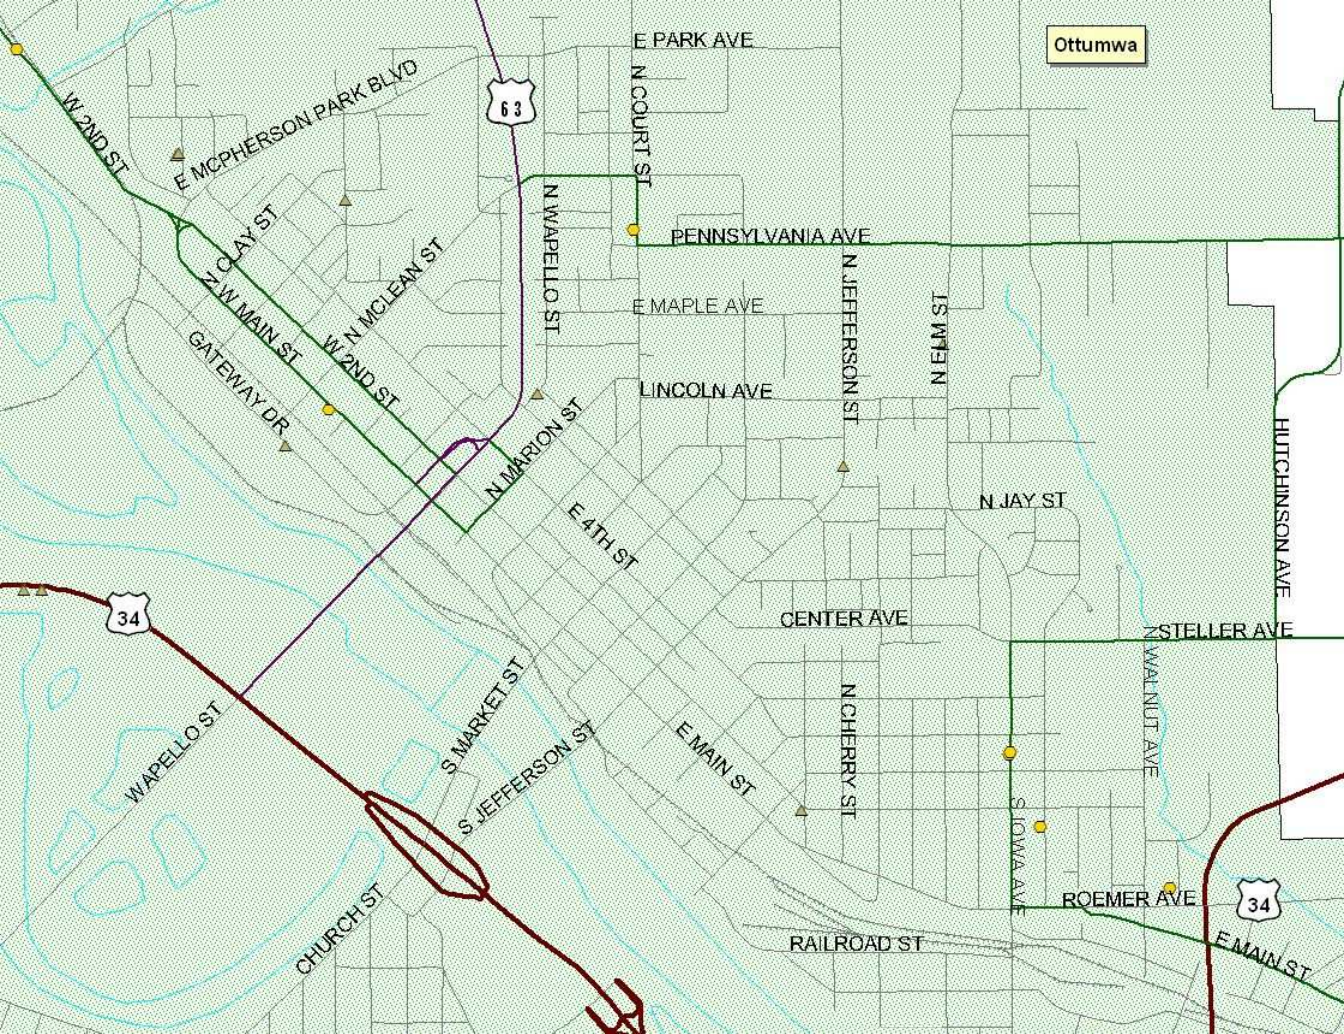 Ottumwa
E PARK AVE
E MCPHERSON PARK BLVD
63
N COURT ST
W 2ND ST
N WAPELLO ST
N CLAY ST
N MCLEAN ST
PENNSYLVANIA AVE
N W MAIN ST
E MAPLE AVE
N JEFFERSON ST
N ELM ST
GATEWAY DR
W 2ND ST
LINCOLN AVE
N MARION ST
HUTCHINSON AVE
N JAY ST
E 4TH ST
34
CENTER AVE
STELLER AVE
N WALNUT AVE
S MARKET ST
WAPELLO ST
N CHERRY ST
E MAIN ST
S JEFFERSON ST
S IOWA AVE
ROEMER AVE
34
CHURCH ST
RAILROAD ST
E MAIN ST